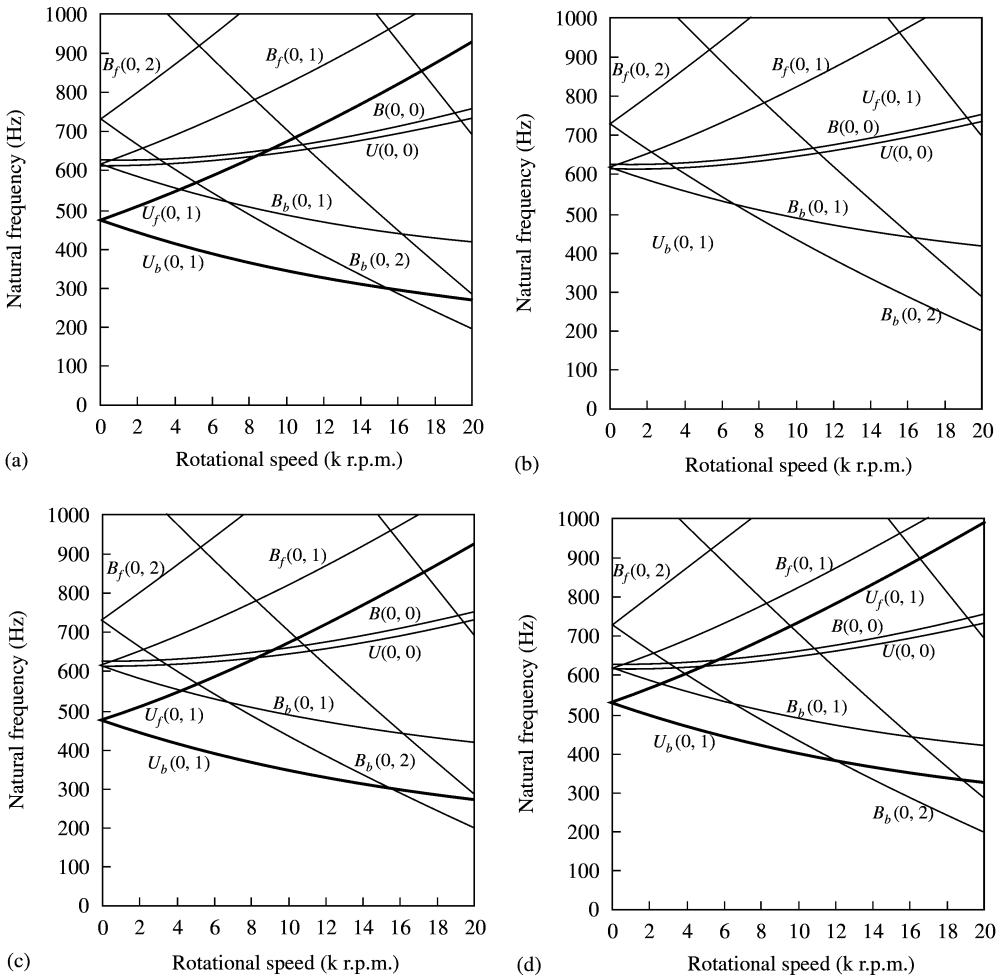 1000
900
800
700
600
500
400
300
200
100
0
Natural frequency (Hz)
B_f(0, 2)
B_f(0, 1)
B(0, 0)
U(0, 0)
B_b(0, 1)
U_f(0, 1)
U_b(0, 1)
B_b(0, 2)
0 2 4 6 8 10 12 14 16 18 20
(a) Rotational speed (k r.p.m.)
1000
900
800
700
600
500
400
300
200
100
0
Natural frequency (Hz)
B_f(0, 2)
B_f(0, 1)
U_f(0, 1)
B(0, 0)
U(0, 0)
B_b(0, 1)
U_b(0, 1)
B_b(0, 2)
0 2 4 6 8 10 12 14 16 18 20
(b) Rotational speed (k r.p.m.)
1000
900
800
700
600
500
400
300
200
100
0
Natural frequency (Hz)
B_f(0, 2)
B_f(0, 1)
B(0, 0)
U(0, 0)
B_b(0, 1)
U_f(0, 1)
U_b(0, 1)
B_b(0, 2)
0 2 4 6 8 10 12 14 16 18 20
(c) Rotational speed (k r.p.m.)
1000
900
800
700
600
500
400
300
200
100
0
Natural frequency (Hz)
B_f(0, 2)
B_f(0, 1)
U_f(0, 1)
B(0, 0)
U(0, 0)
B_b(0, 1)
U_b(0, 1)
B_b(0, 2)
0 2 4 6 8 10 12 14 16 18 20
(d) Rotational speed (k r.p.m.)